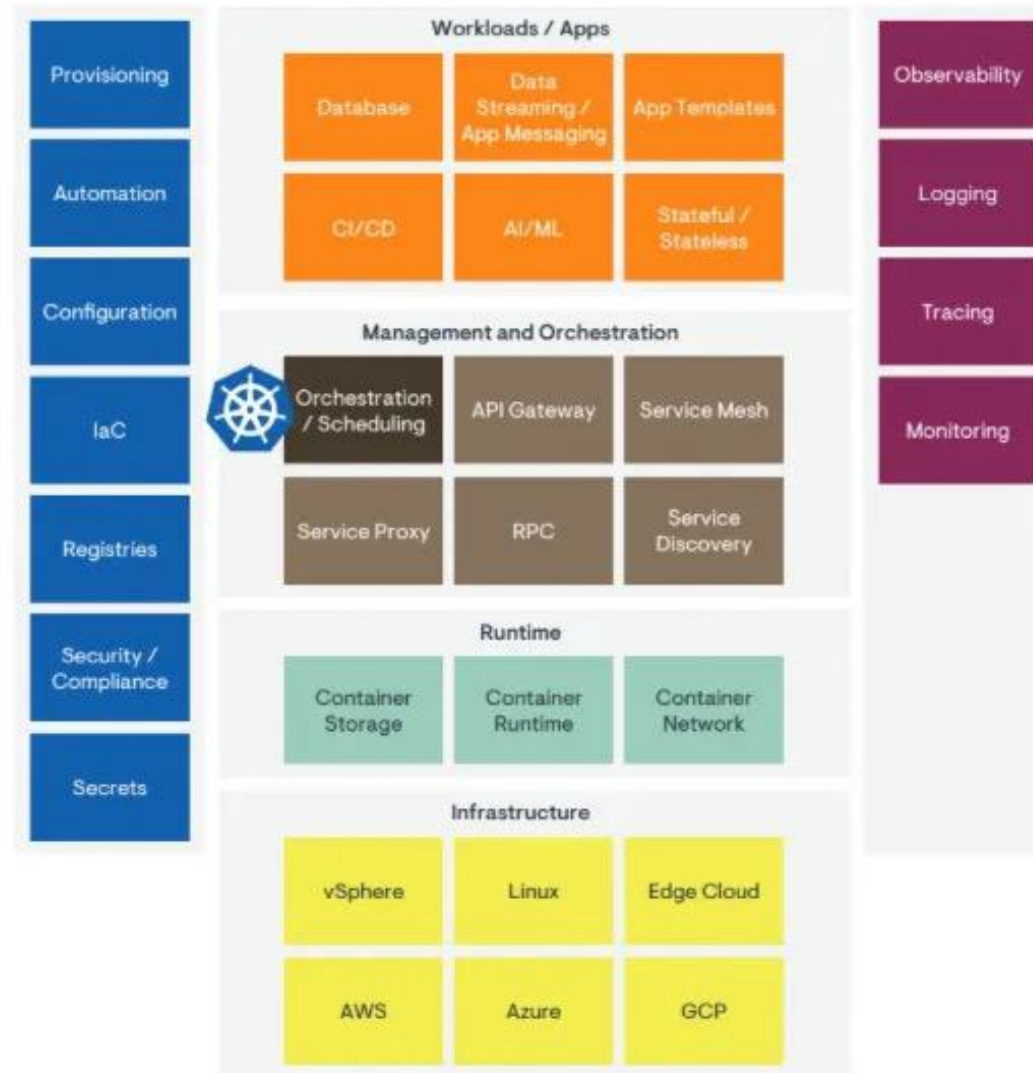 Provisioning
Automation
Configuration
IaC
Registries
Security /
Compliance
Secrets
Workloads / Apps
Database
Data
Streaming /
App Messaging
App Templates
CI/CD
AI/ML
Stateful /
Stateless
Management and Orchestration
Orchestration
/ Scheduling
API Gateway
Service Mesh
Service Proxy
RPC
Service
Discovery
Runtime
Container
Storage
Container
Runtime
Container
Network
Infrastructure
vSphere
Linux
Edge Cloud
AWS
Azure
GCP
Observability
Logging
Tracing
Monitoring